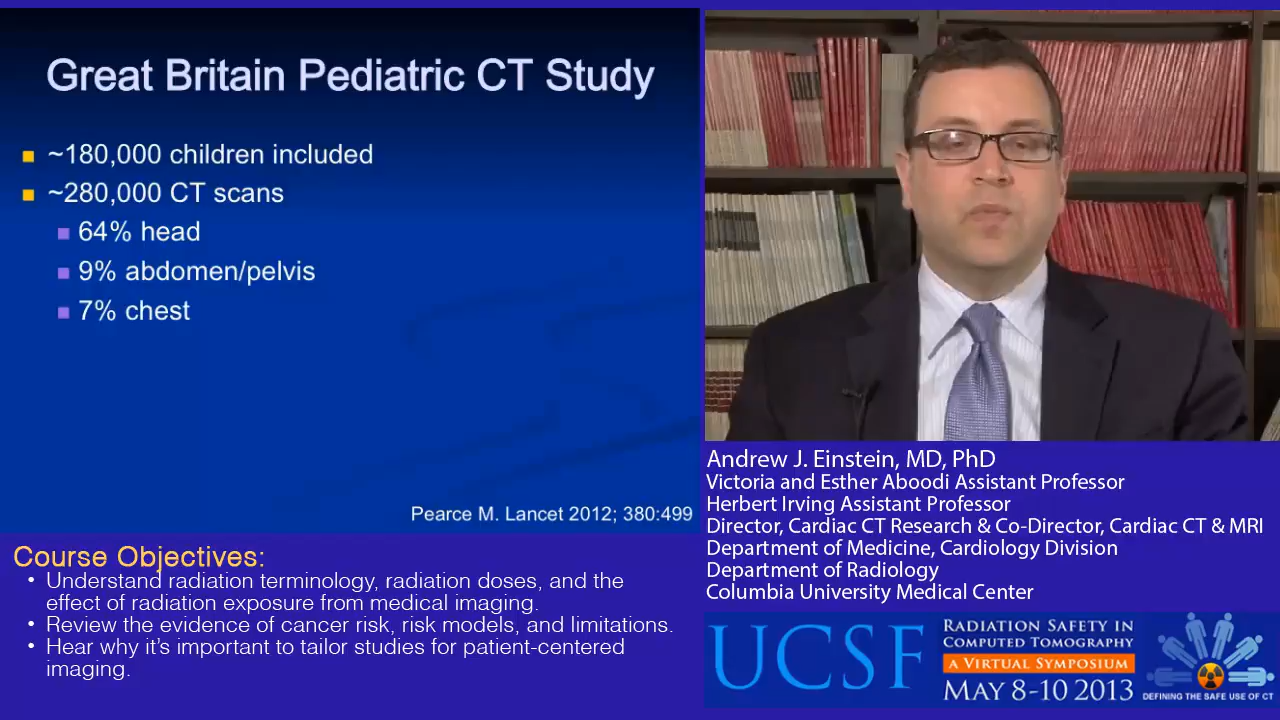 Great Britain Pediatric CT Study
~180,000 children included
~280,000 CT scans
64% head
9% abdomen/pelvis
7% chest
Pearce M. Lancet 2012; 380:499
Course Objectives:
• Understand radiation terminology, radiation doses, and the
effect of radiation exposure from medical imaging.
• Review the evidence of cancer risk, risk models, and limitations.
• Hear why it's important to tailor studies for patient-centered
imaging.
Andrew J. Einstein, MD, PhD
Victoria and Esther Aboodi Assistant Professor
Herbert Irving Assistant Professor
Director, Cardiac CT Research & Co-Director, Cardiac CT & MRI
Department of Medicine, Cardiology Division
Department of Radiology
Columbia University Medical Center
UCSF
RADIATION SAFETY IN
COMPUTED TOMOGRAPHY
A VIRTUAL SYMPOSIUM
MAY 8-10 2013
DEFINING THE SAFE USE OF CT